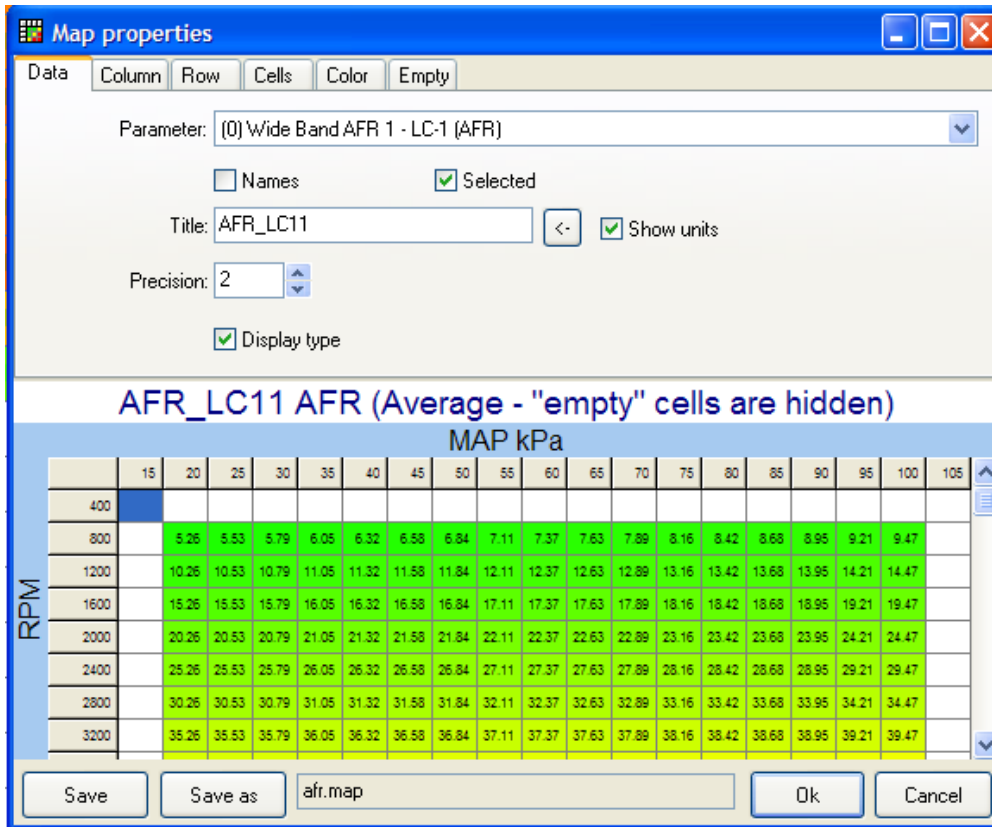 Map properties
Data Column Row Cells Color Empty
Parameter: (0) Wide Band AFR 1 - LC-1 (AFR)
Names Selected
Title: AFR_LC11 <- Show units
Precision: 2
Display type
AFR_LC11 AFR (Average - "empty" cells are hidden)
MAP kPa
15 20 25 30 35 40 45 50 55 60 65 70 75 80 85 90 95 100 105
400
800 5.26 5.53 5.79 6.05 6.32 6.58 6.84 7.11 7.37 7.63 7.89 8.16 8.42 8.68 8.95 9.21 9.47
1200 10.26 10.53 10.79 11.05 11.32 11.58 11.84 12.11 12.37 12.63 12.89 13.16 13.42 13.68 13.95 14.21 14.47
1600 15.26 15.53 15.79 16.05 16.32 16.58 16.84 17.11 17.37 17.63 17.89 18.16 18.42 18.68 18.95 19.21 19.47
RPM
2000 20.26 20.53 20.79 21.05 21.32 21.58 21.84 22.11 22.37 22.63 22.89 23.16 23.42 23.68 23.95 24.21 24.47
2400 25.26 25.53 25.79 26.05 26.32 26.58 26.84 27.11 27.37 27.63 27.89 28.16 28.42 28.68 28.95 29.21 29.47
2800 30.26 30.53 30.79 31.05 31.32 31.58 31.84 32.11 32.37 32.63 32.89 33.16 33.42 33.68 33.95 34.21 34.47
3200 35.26 35.53 35.79 36.05 36.32 36.58 36.84 37.11 37.37 37.63 37.89 38.16 38.42 38.68 38.95 39.21 39.47
Save Save as afr.map Ok Cancel